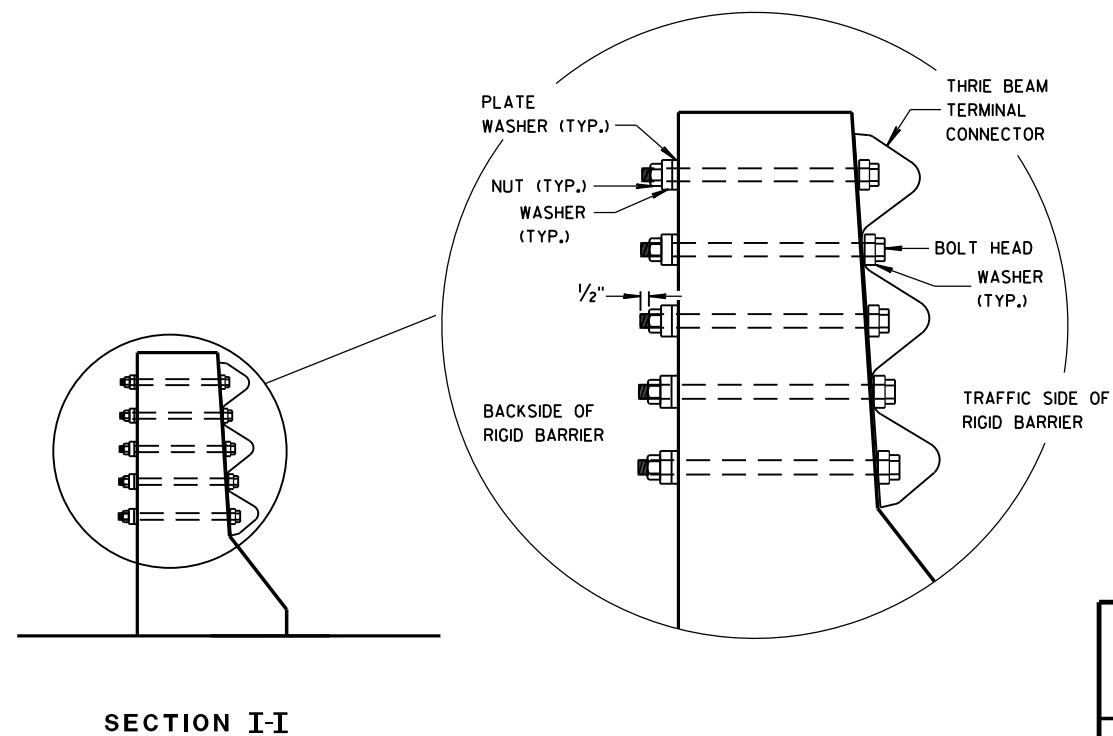 PLATE
WASHER (TYP.)
NUT (TYP.)
WASHER
(TYP.)
1/2"
BACKSIDE OF
RIGID BARRIER
THRIE BEAM
TERMINAL
CONNECTOR
BOLT HEAD
WASHER
(TYP.)
TRAFFIC SIDE OF
RIGID BARRIER
SECTION I-I